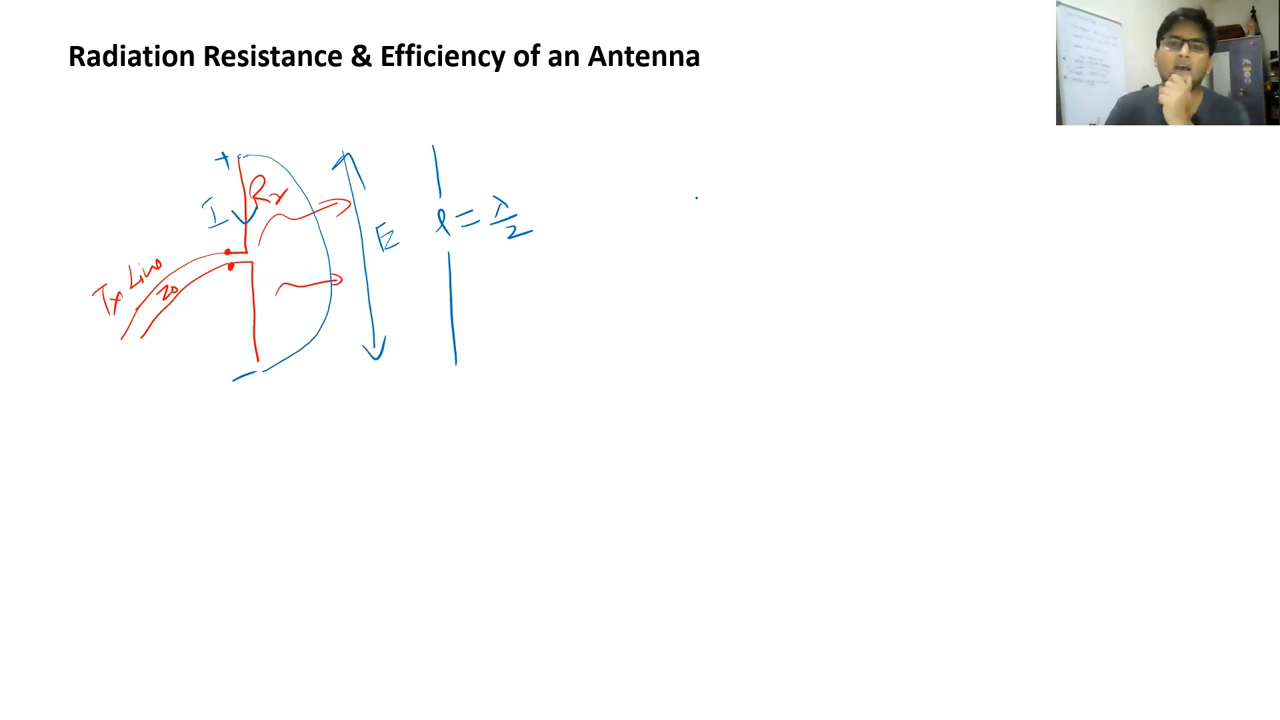 Radiation Resistance & Efficiency of an Antenna
+
I
Rr
E
l = λ/2
Tx Line
Z0
−